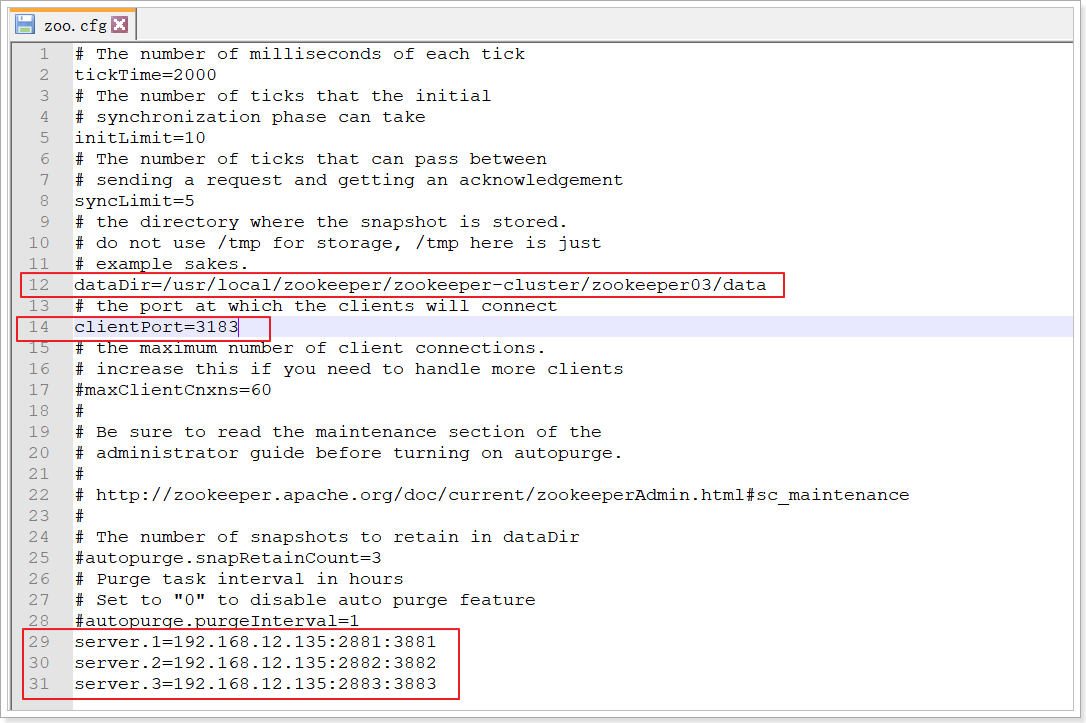 zoo.cfg
1 # The number of milliseconds of each tick
2 tickTime=2000
3 # The number of ticks that the initial
4 # synchronization phase can take
5 initLimit=10
6 # The number of ticks that can pass between
7 # sending a request and getting an acknowledgement
8 syncLimit=5
9 # the directory where the snapshot is stored.
10 # do not use /tmp for storage, /tmp here is just
11 # example sakes.
12 dataDir=/usr/local/zookeeper/zookeeper-cluster/zookeeper03/data
13 # the port at which the clients will connect
14 clientPort=3183
15 # the maximum number of client connections.
16 # increase this if you need to handle more clients
17 #maxClientCnxns=60
18 #
19 # Be sure to read the maintenance section of the
20 # administrator guide before turning on autopurge.
21 #
22 # http://zookeeper.apache.org/doc/current/zookeeperAdmin.html#sc_maintenance
23 #
24 # The number of snapshots to retain in dataDir
25 #autopurge.snapRetainCount=3
26 # Purge task interval in hours
27 # Set to "0" to disable auto purge feature
28 #autopurge.purgeInterval=1
29 server.1=192.168.12.135:2881:3881
30 server.2=192.168.12.135:2882:3882
31 server.3=192.168.12.135:2883:3883